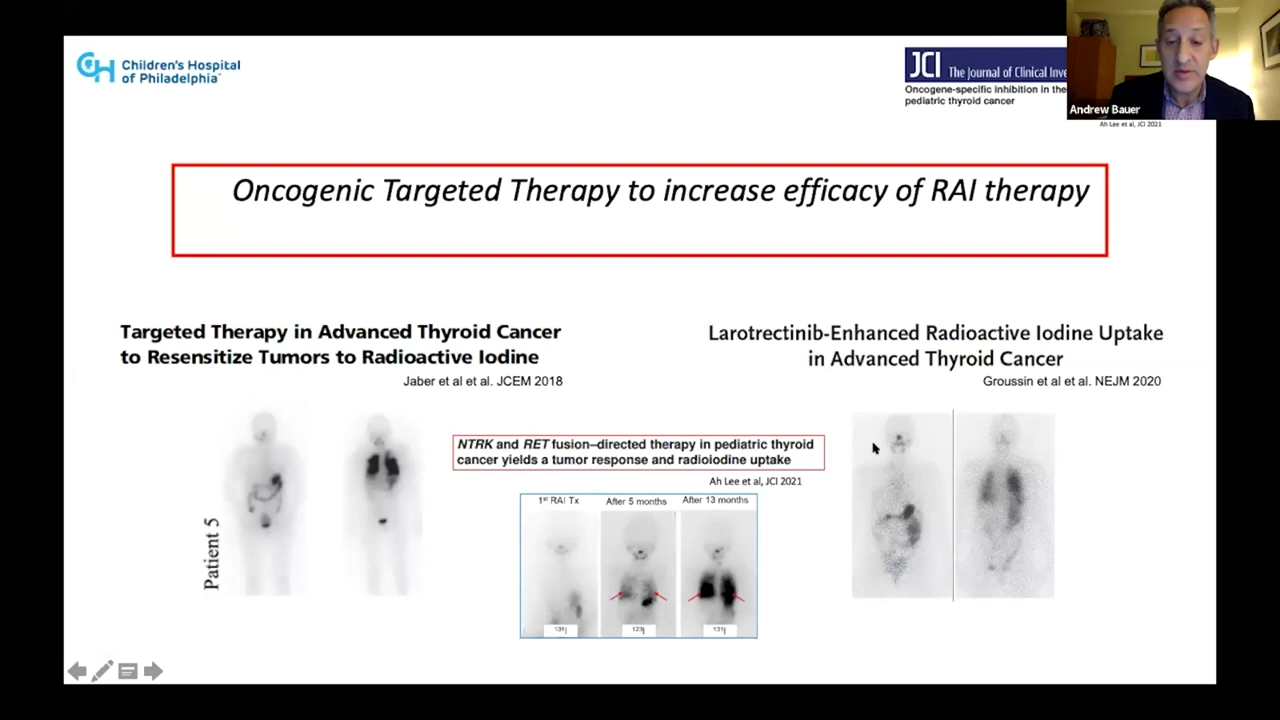 Children's Hospital
of Philadelphia
JCI The Journal of Clinical Inve
Oncogene-specific inhibition in the
pediatric thyroid cancer
Ah Lee et al, JCI 2021
Andrew Bauer
Oncogenic Targeted Therapy to increase efficacy of RAI therapy
Targeted Therapy in Advanced Thyroid Cancer
to Resensitize Tumors to Radioactive Iodine
Jaber et al et al. JCEM 2018
Larotrectinib-Enhanced Radioactive Iodine Uptake
in Advanced Thyroid Cancer
Groussin et al et al. NEJM 2020
Patient 5
NTRK and RET fusion–directed therapy in pediatric thyroid
cancer yields a tumor response and radioiodine uptake
Ah Lee et al, JCI 2021
1st RAI Tx After 5 months After 13 months
131I 123I 131I